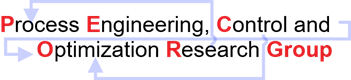 Process Engineering, Control and
Optimization Research Group